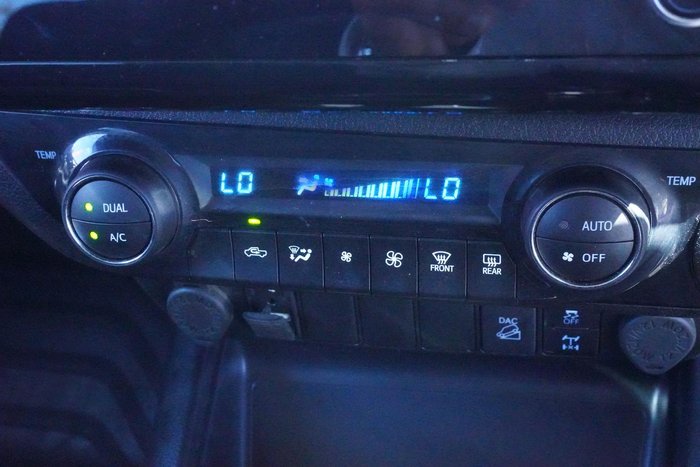 TEMP
LO
LO
TEMP
DUAL
A/C
AUTO
OFF
FRONT
REAR
DAC
OFF